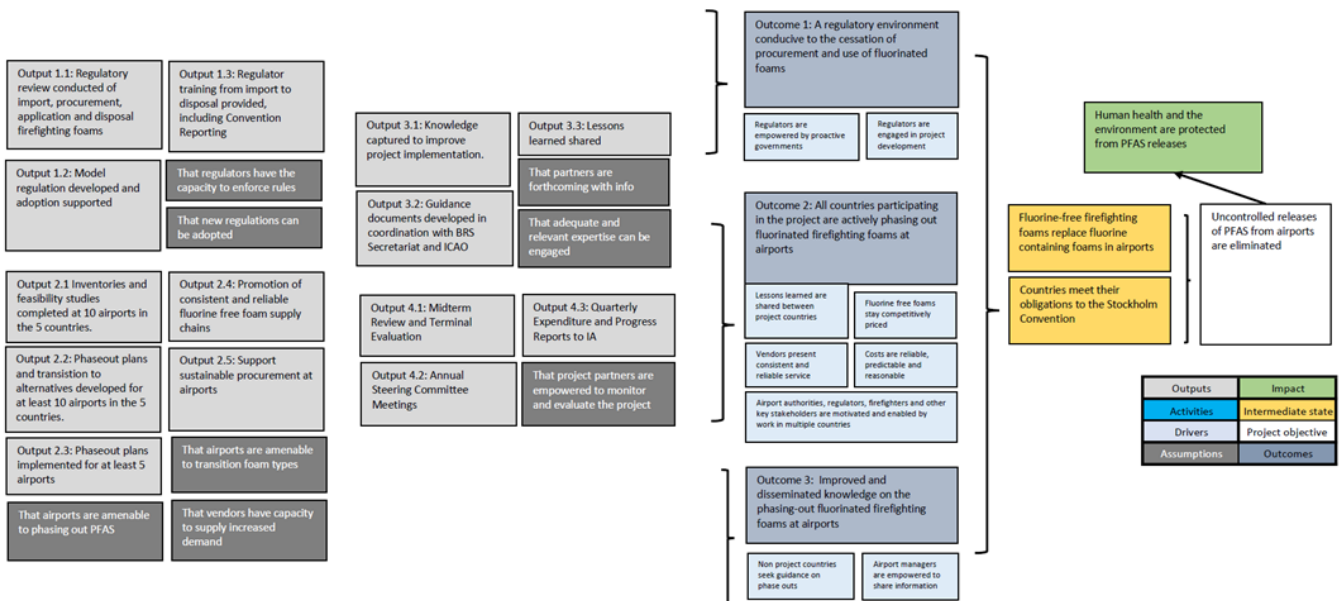 Output 1.1: Regulatory
review conducted of
import, procurement,
application and disposal
firefighting foams
Output 1.3: Regulator
training from import to
disposal provided,
including Convention
Reporting
Output 1.2: Model
regulation developed and
adoption supported
That regulators have the
capacity to enforce rules
That new regulations can
be adopted
Output 2.1 Inventories and
feasibility studies
completed at 10 airports in
the 5 countries.
Output 2.4: Promotion of
consistent and reliable
fluorine free foam supply
chains
Output 2.2: Phaseout plans
and transistion to
alternatives developed for
at least 10 airports in the 5
countries.
Output 2.5: Support
sustainable procurement at
airports
Output 2.3: Phaseout plans
implemented for at least 5
airports
That airports are amenable
to transition foam types
That airports are amenable
to phasing out PFAS
That vendors have capacity
to supply increased
demand
Output 3.1: Knowledge
captured to improve
project implementation.
Output 3.3: Lessons
learned shared
That partners are
forthcoming with info
Output 3.2: Guidance
documents developed in
coordination with BRS
Secretariat and ICAO
That adequate and
relevant expertise can be
engaged
Output 4.1: Midterm
Review and Terminal
Evaluation
Output 4.3: Quarterly
Expenditure and Progress
Reports to IA
Output 4.2: Annual
Steering Committee
Meetings
That project partners are
empowered to monitor
and evaluate the project
Outcome 1: A regulatory environment
conducive to the cessation of
procurement and use of fluorinated
foams
Regulators are
empowered by proactive
governments
Regulators are
engaged in project
development
Outcome 2: All countries participating
in the project are actively phasing out
fluorinated firefighting foams at
airports
Lessons learned are
shared between
project countries
Fluorine free foams
stay competitively
priced
Vendors present
consistent and
reliable service
Costs are reliable,
predictable and
reasonable
Airport authorities, regulators, firefighters and other
key stakeholders are motivated and enabled by
work in multiple countries
Outcome 3: Improved and
disseminated knowledge on the
phasing-out fluorinated firefighting
foams at airports
Non project countries
seek guidance on
phase outs
Airport managers
are empowered to
share information
Human health and the
environment are protected
from PFAS releases
Fluorine-free firefighting
foams replace fluorine
containing foams in airports
Countries meet their
obligations to the Stockholm
Convention
Uncontrolled releases
of PFAS from airports
are eliminated
Outputs
Impact
Activities
Intermediate state
Drivers
Project objective
Assumptions
Outcomes